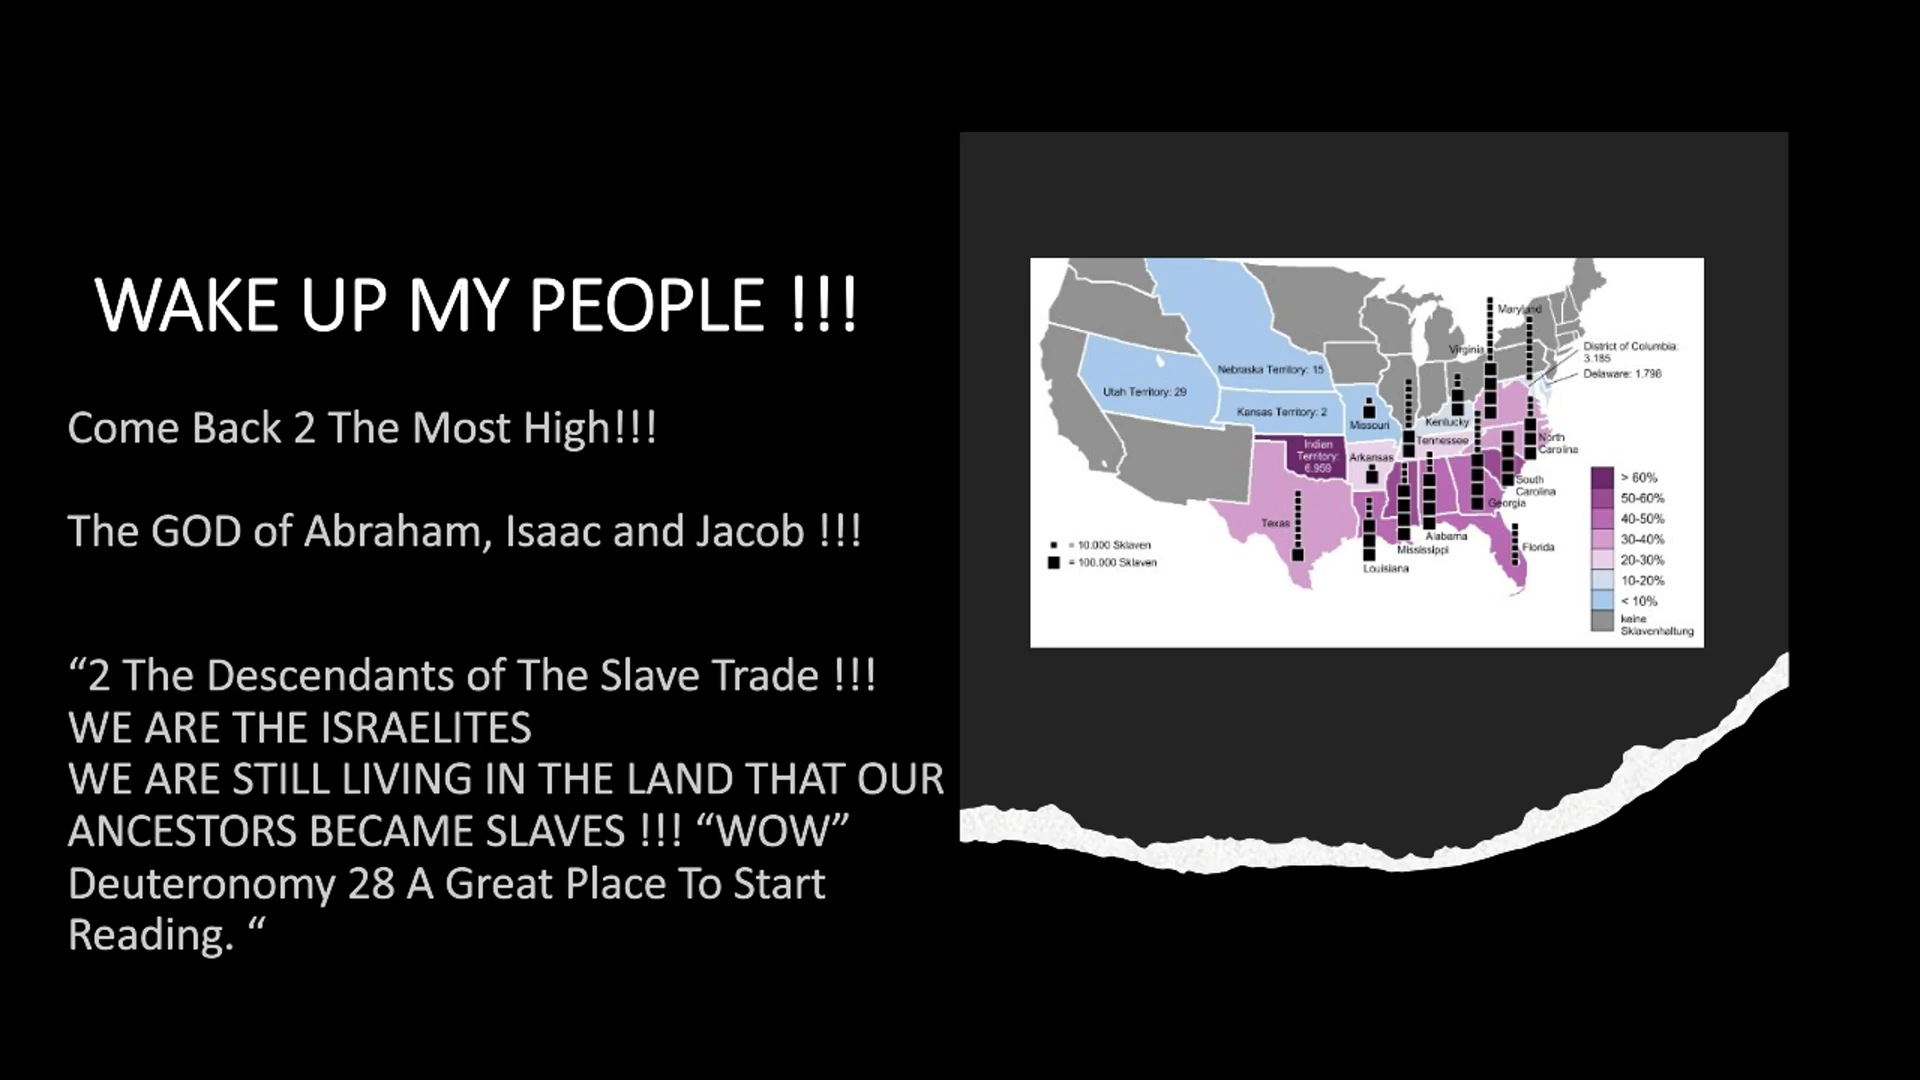 WAKE UP MY PEOPLE !!!
Come Back 2 The Most High!!!
The GOD of Abraham, Isaac and Jacob !!!
“2 The Descendants of The Slave Trade !!!
WE ARE THE ISRAELITES
WE ARE STILL LIVING IN THE LAND THAT OUR
ANCESTORS BECAME SLAVES !!! “WOW”
Deuteronomy 28 A Great Place To Start
Reading. “
Maryland
Virginia
District of Columbia:
3.185
Delaware: 1.798
Nebraska Territory: 15
Utah Territory: 29
Kansas Territory: 2
Missouri
Kentucky
Tennessee
North
Carolina
Indian
Territory:
6.959
Arkansas
South
Carolina
Georgia
Texas
Alabama
Mississippi
Florida
Louisiana
= 10.000 Sklaven
= 100.000 Sklaven
> 60%
50-60%
40-50%
30-40%
20-30%
10-20%
< 10%
keine
Sklavenhaltung